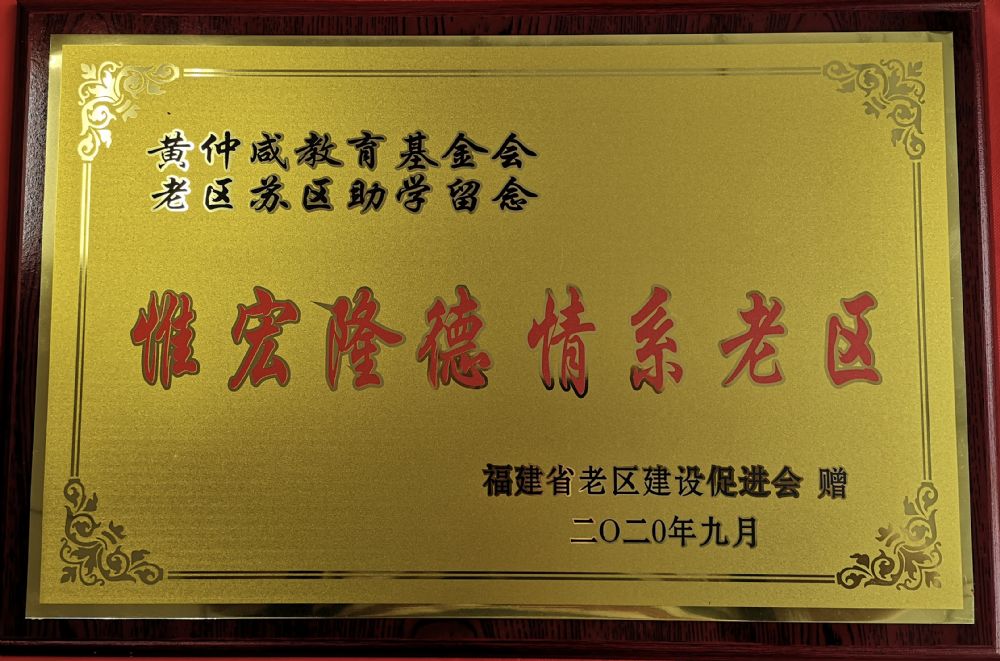 黄仲咸教育基金会
老区苏区助学留念
惟宏隆德 情系老区
福建省老区建设促进会 赠
二〇二〇年九月